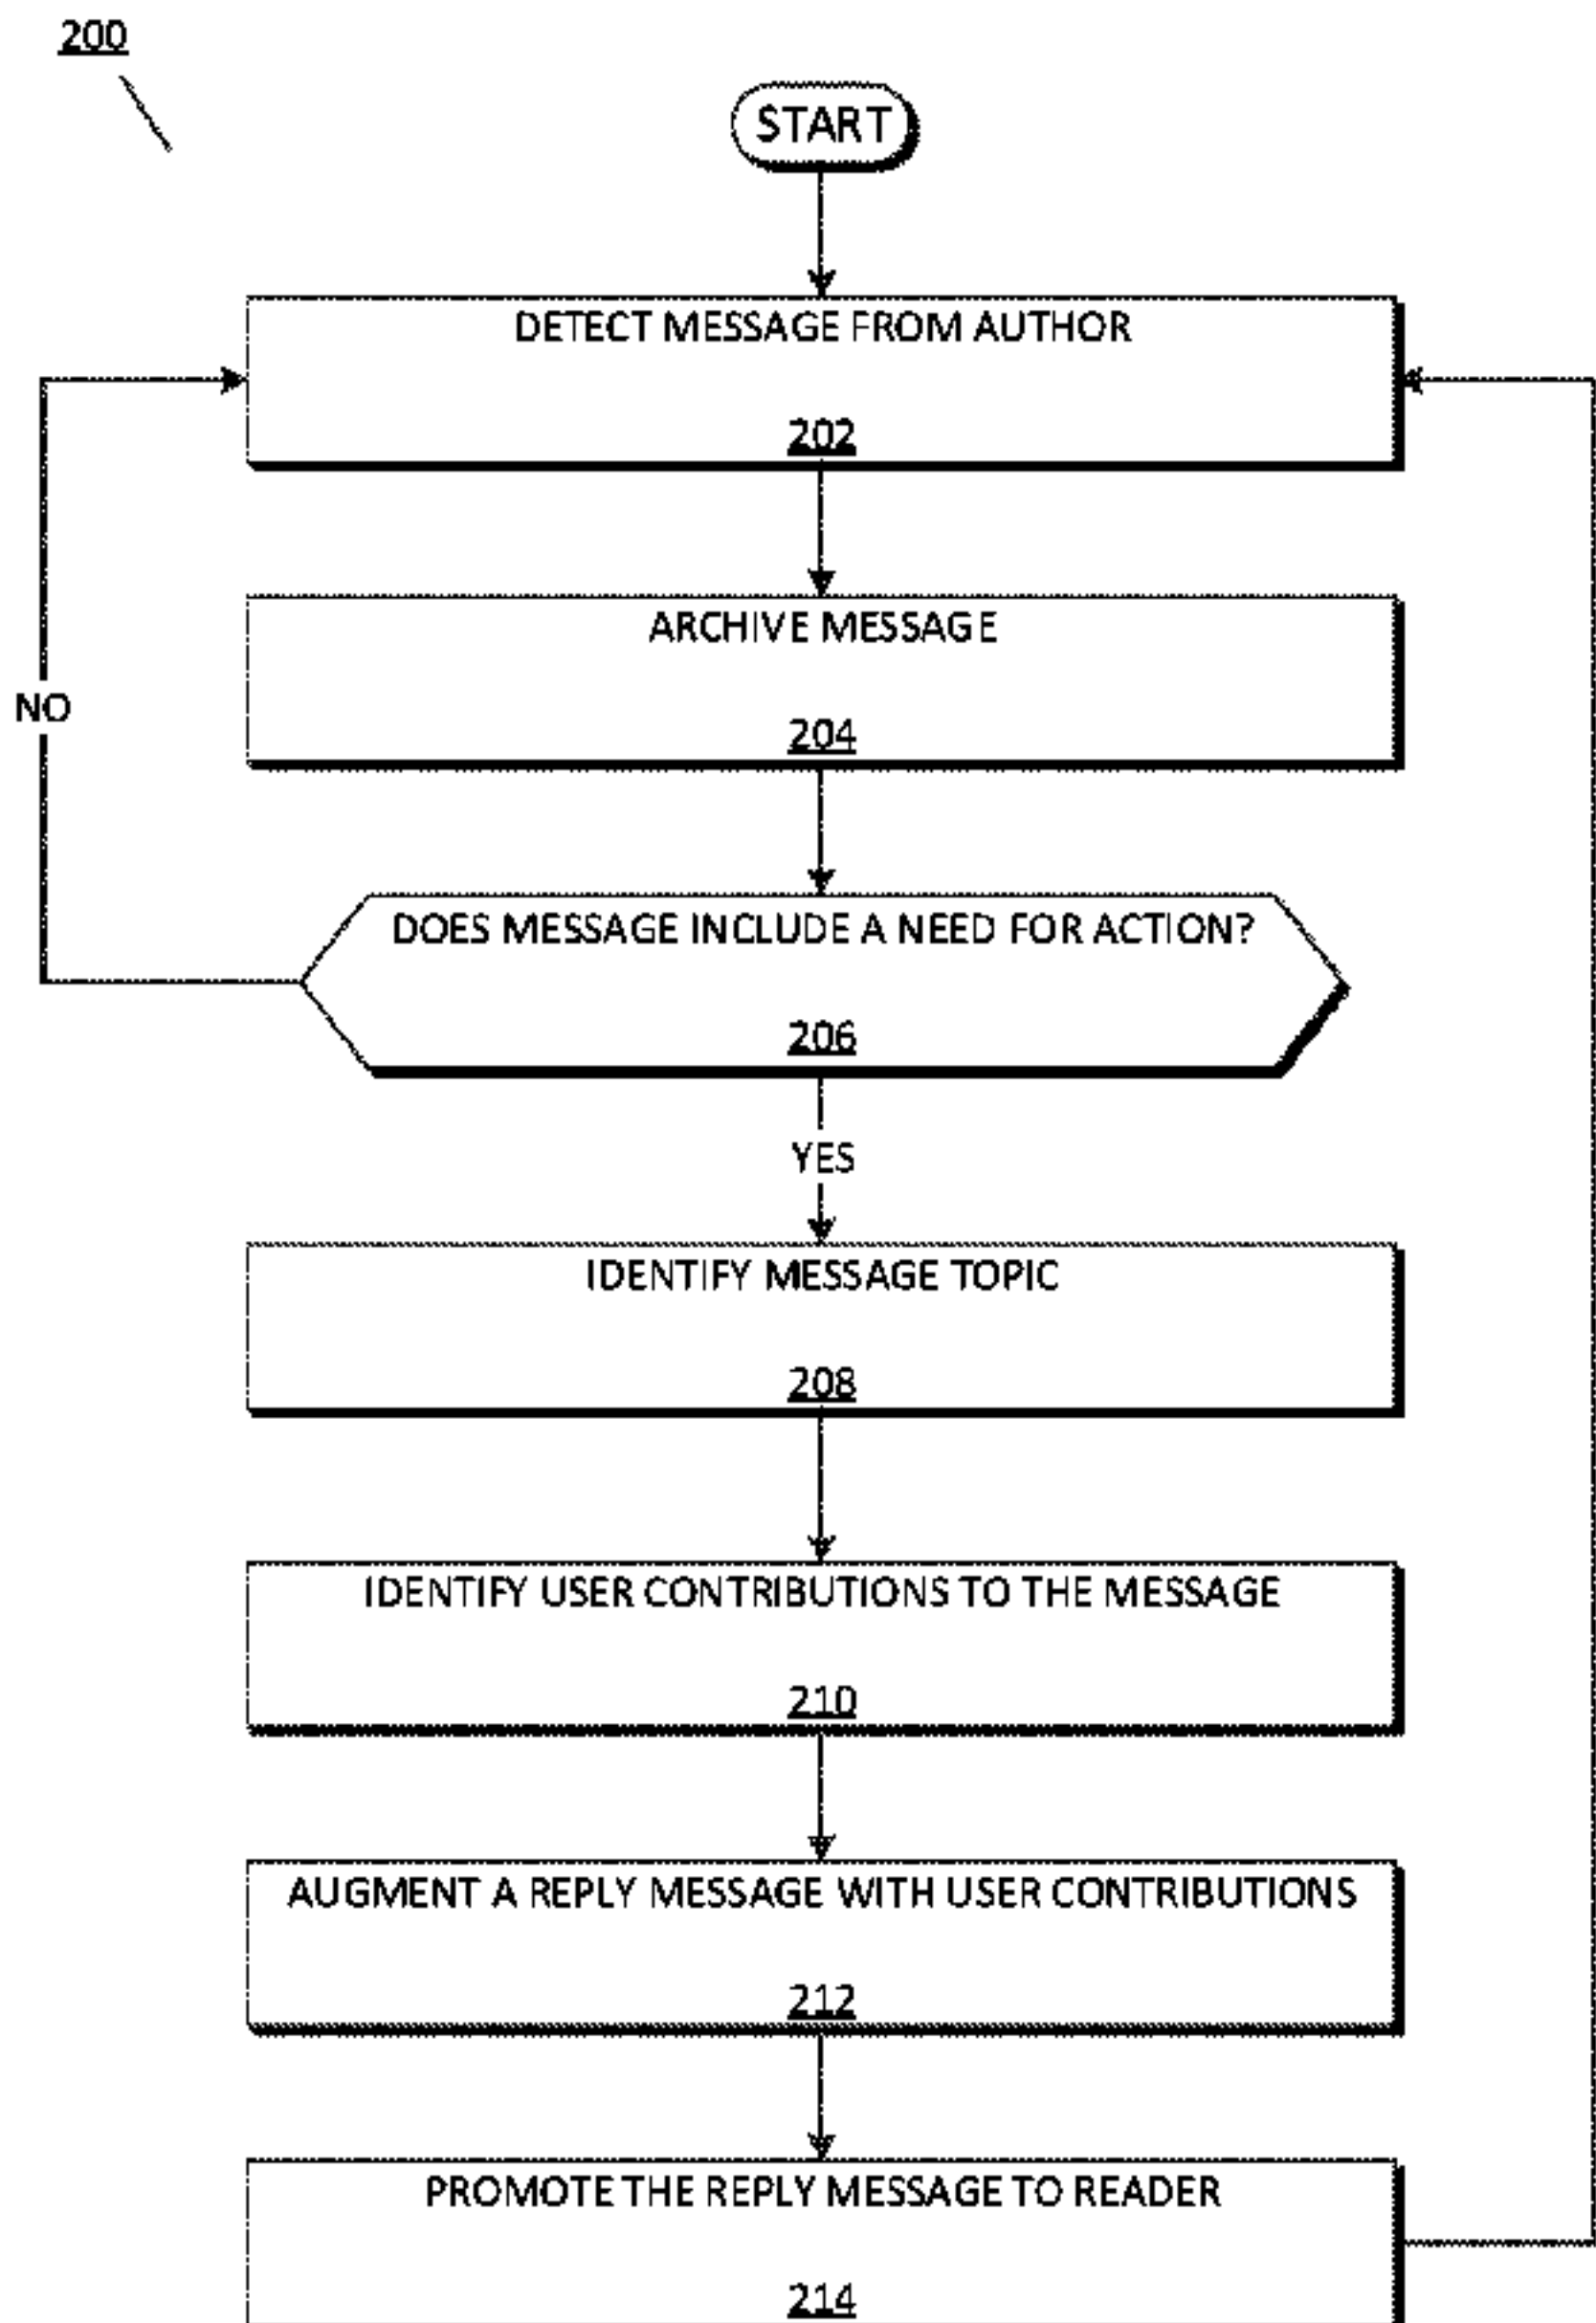 200
START
DETECT MESSAGE FROM AUTHOR
202
ARCHIVE MESSAGE
204
NO
DOES MESSAGE INCLUDE A NEED FOR ACTION?
206
YES
IDENTIFY MESSAGE TOPIC
208
IDENTIFY USER CONTRIBUTIONS TO THE MESSAGE
210
AUGMENT A REPLY MESSAGE WITH USER CONTRIBUTIONS
212
PROMOTE THE REPLY MESSAGE TO READER
214